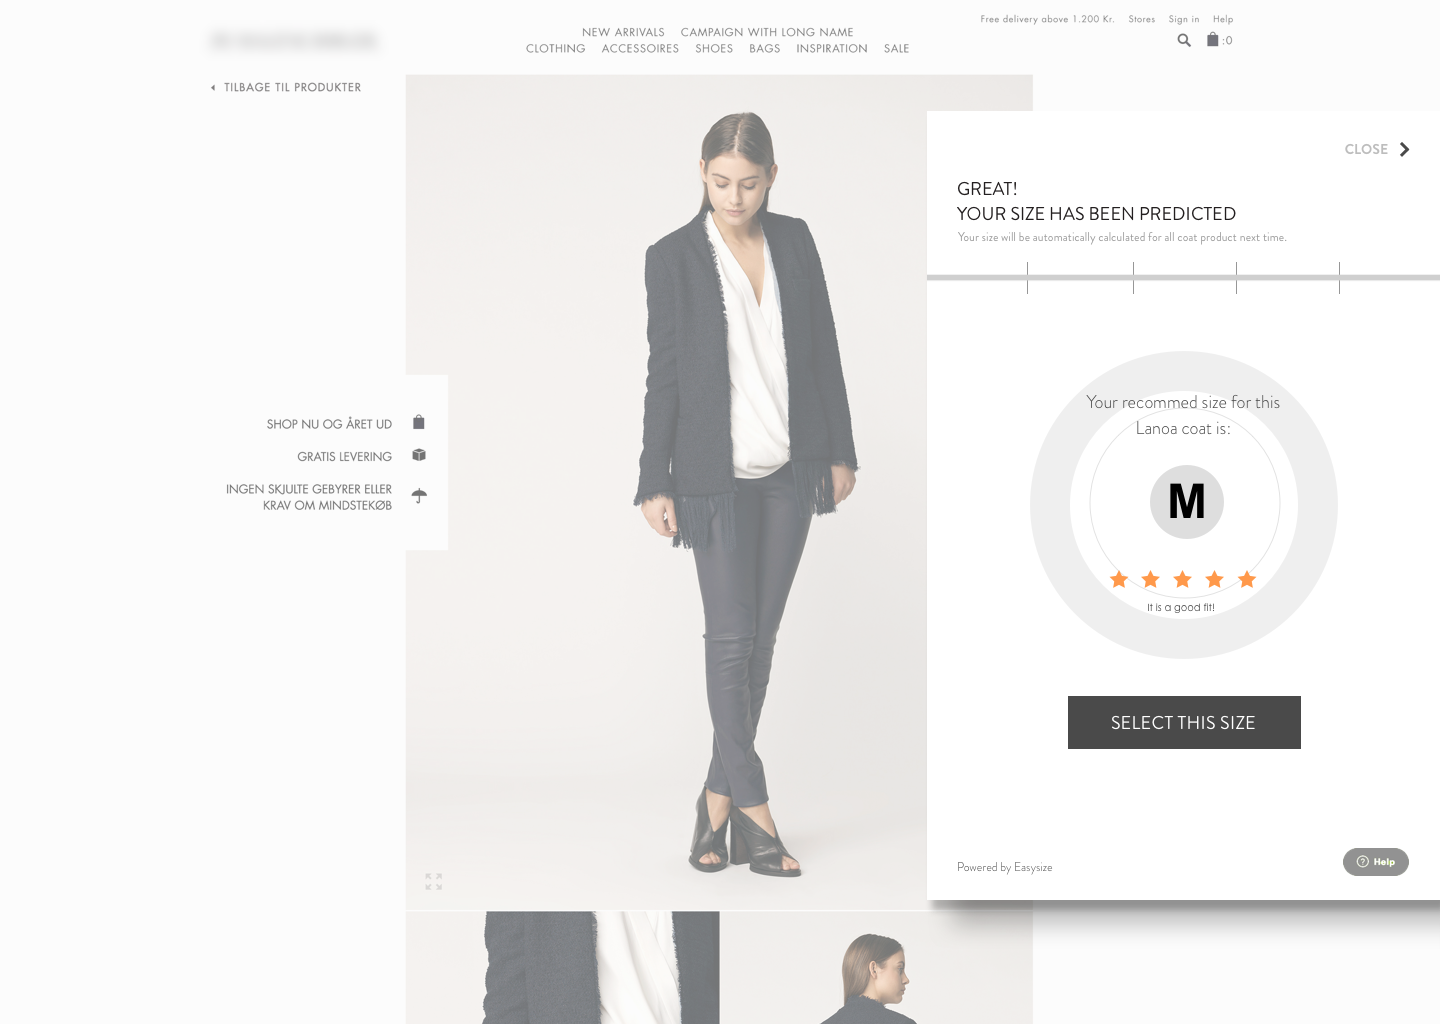 Free delivery above 1.200 Kr. Stores Sign in Help
NEW ARRIVALS CAMPAIGN WITH LONG NAME
CLOTHING ACCESSOIRES SHOES BAGS INSPIRATION SALE
:0
TILBAGE TIL PRODUKTER
SHOP NU OG ÅRET UD
GRATIS LEVERING
INGEN SKJULTE GEBYRER ELLER
KRAV OM MINDSTEKØB
CLOSE
GREAT!
YOUR SIZE HAS BEEN PREDICTED
Your size will be automatically calculated for all coat product next time.
Your recommed size for this
Lanoa coat is:
M
It is a good fit!
SELECT THIS SIZE
Powered by Easysize
? Help